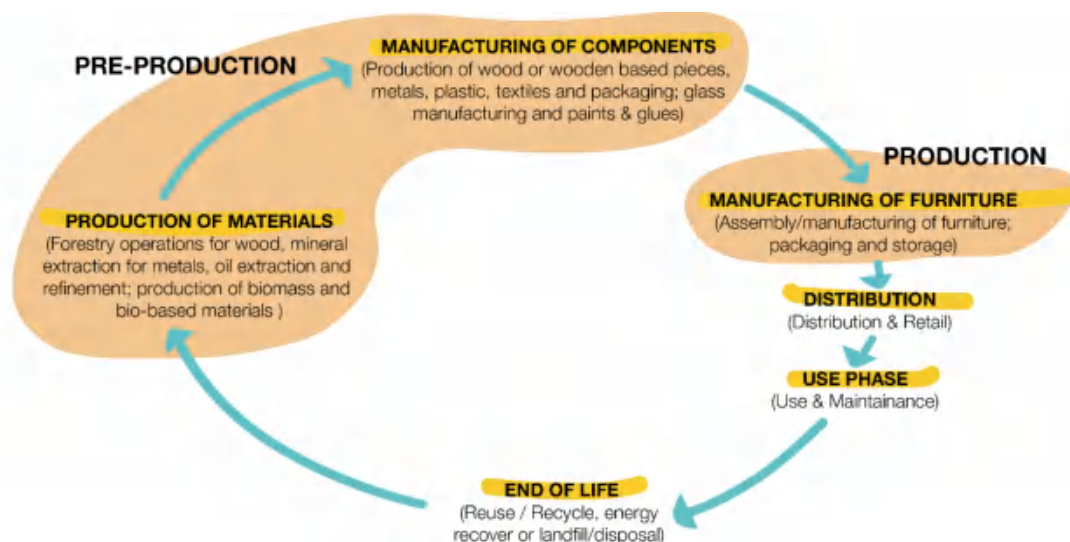 PRE-PRODUCTION
MANUFACTURING OF COMPONENTS
(Production of wood or wooden based pieces,
metals, plastic, textiles and packaging; glass
manufacturing and paints & glues)
PRODUCTION
MANUFACTURING OF FURNITURE
(Assembly/manufacturing of furniture;
packaging and storage)
DISTRIBUTION
(Distribution & Retail)
USE PHASE
(Use & Maintainance)
END OF LIFE
(Reuse / Recycle, energy
recover or landfill/disposal)
PRODUCTION OF MATERIALS
(Forestry operations for wood, mineral
extraction for metals, oil extraction and
refinement; production of biomass and
bio-based materials )